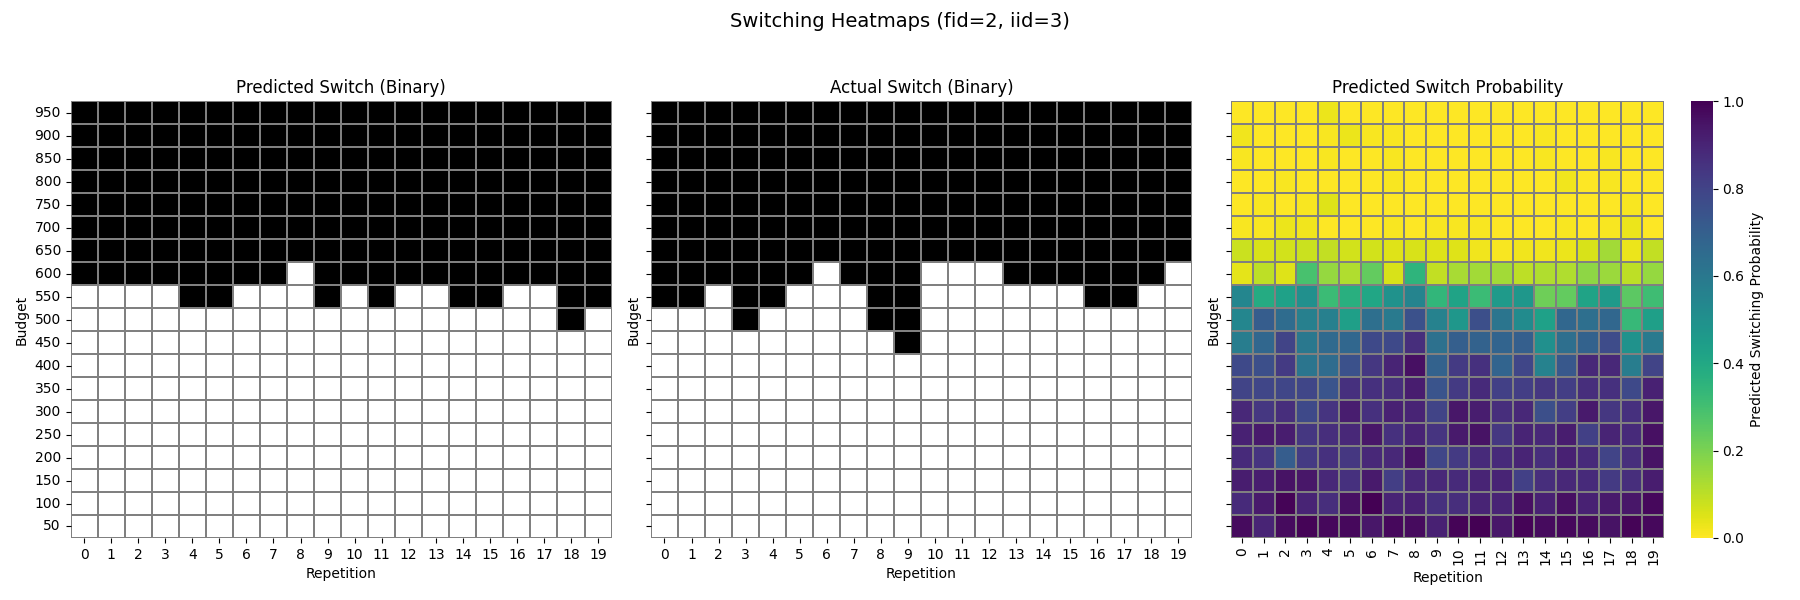 Switching Heatmaps (fid=2, iid=3)
Predicted Switch (Binary)
Budget
950
900
850
800
750
700
650
600
550
500
450
400
350
300
250
200
150
100
50
0 1 2 3 4 5 6 7 8 9 10 11 12 13 14 15 16 17 18 19
Repetition
Actual Switch (Binary)
Budget
0 1 2 3 4 5 6 7 8 9 10 11 12 13 14 15 16 17 18 19
Repetition
Predicted Switch Probability
Budget
0 1 2 3 4 5 6 7 8 9 10 11 12 13 14 15 16 17 18 19
Repetition
1.0
0.8
0.6
0.4
0.2
0.0
Predicted Switching Probability